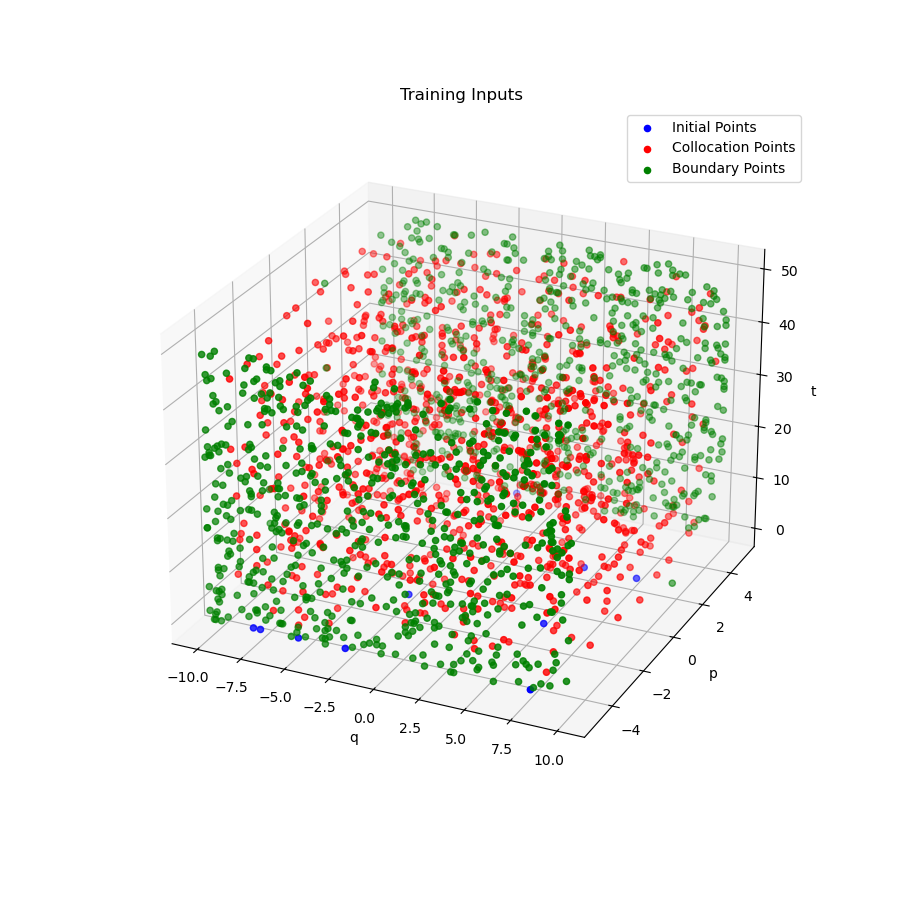 Training Inputs
Initial Points
Collocation Points
Boundary Points
50
40
30
t
20
10
0
4
2
0
p
−2
−4
−10.0
−7.5
−5.0
−2.5
0.0
q
2.5
5.0
7.5
10.0